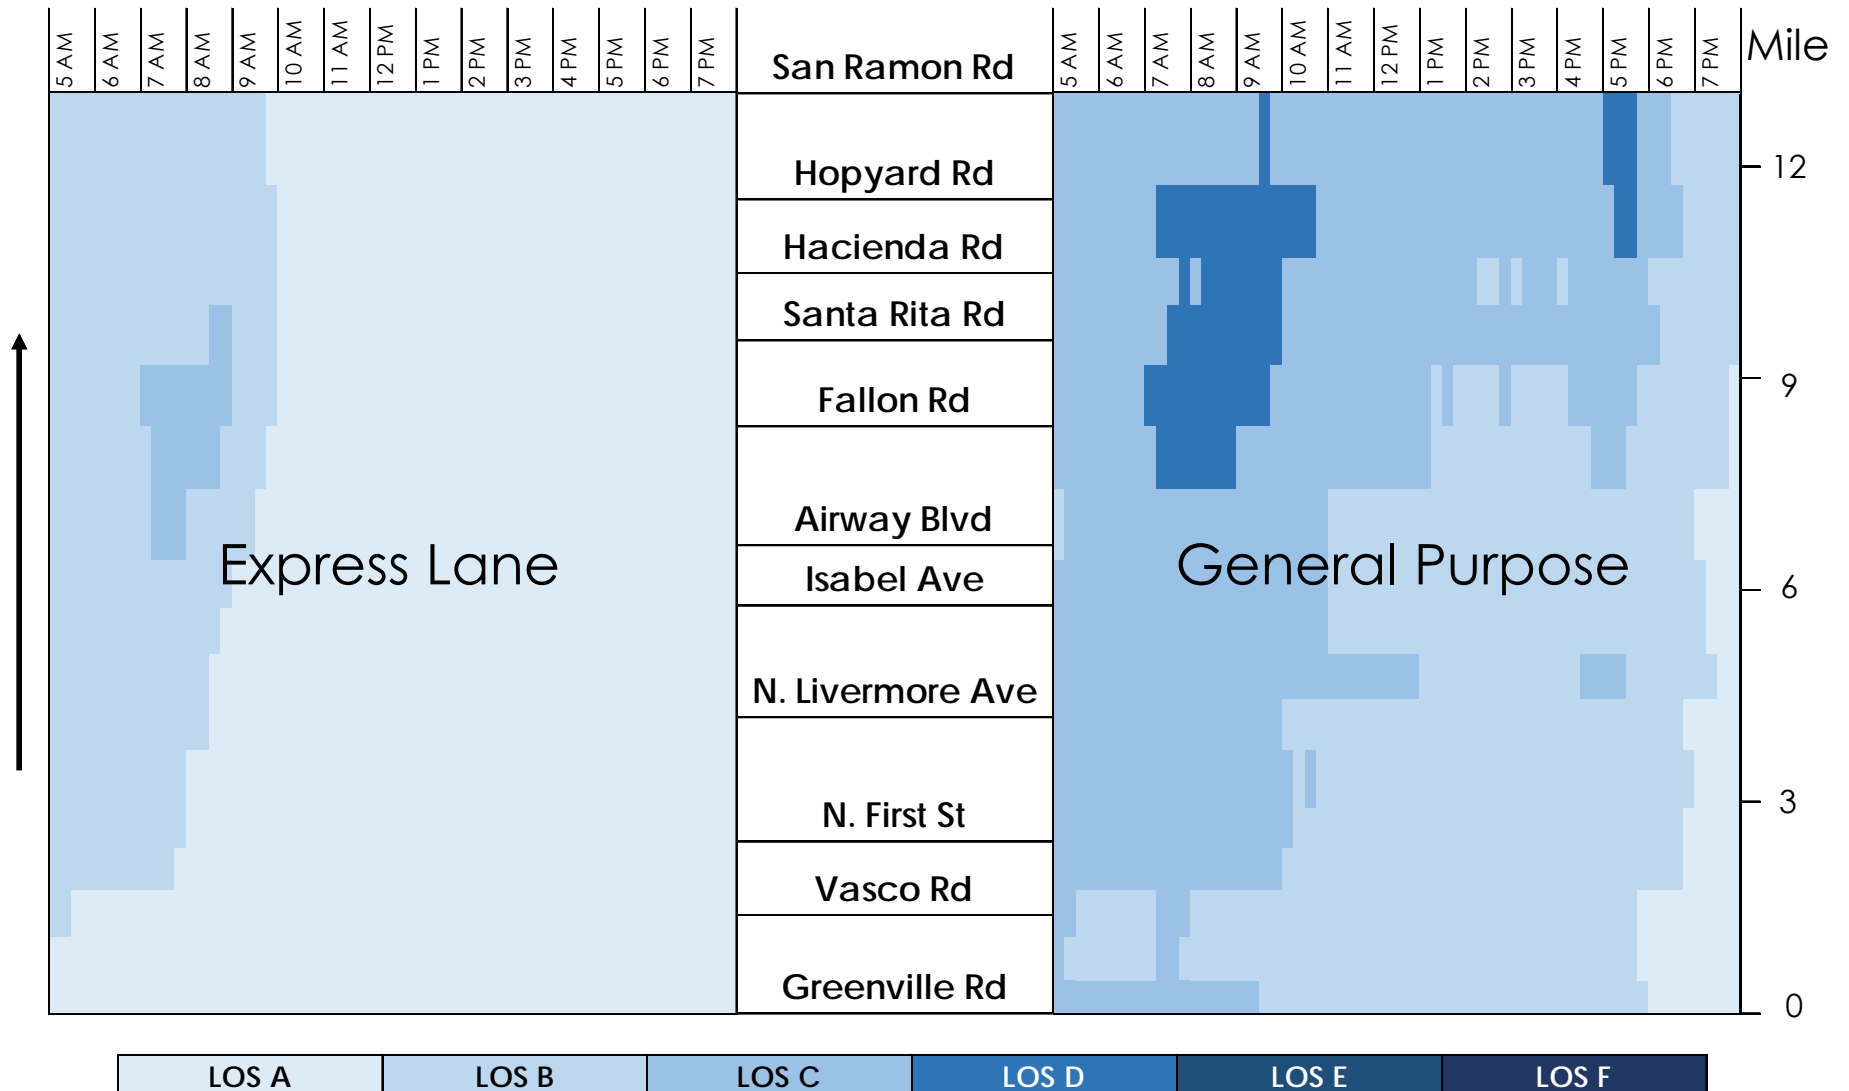 5 AM
6 AM
7 AM
8 AM
9 AM
10 AM
11 AM
12 PM
1 PM
2 PM
3 PM
4 PM
5 PM
6 PM
7 PM
San Ramon Rd
5 AM
6 AM
7 AM
8 AM
9 AM
10 AM
11 AM
12 PM
1 PM
2 PM
3 PM
4 PM
5 PM
6 PM
7 PM
Mile
Hopyard Rd
12
Hacienda Rd
Santa Rita Rd
Fallon Rd
9
Airway Blvd
Express Lane
Isabel Ave
General Purpose
6
N. Livermore Ave
N. First St
3
Vasco Rd
Greenville Rd
0
LOS A
LOS B
LOS C
LOS D
LOS E
LOS F